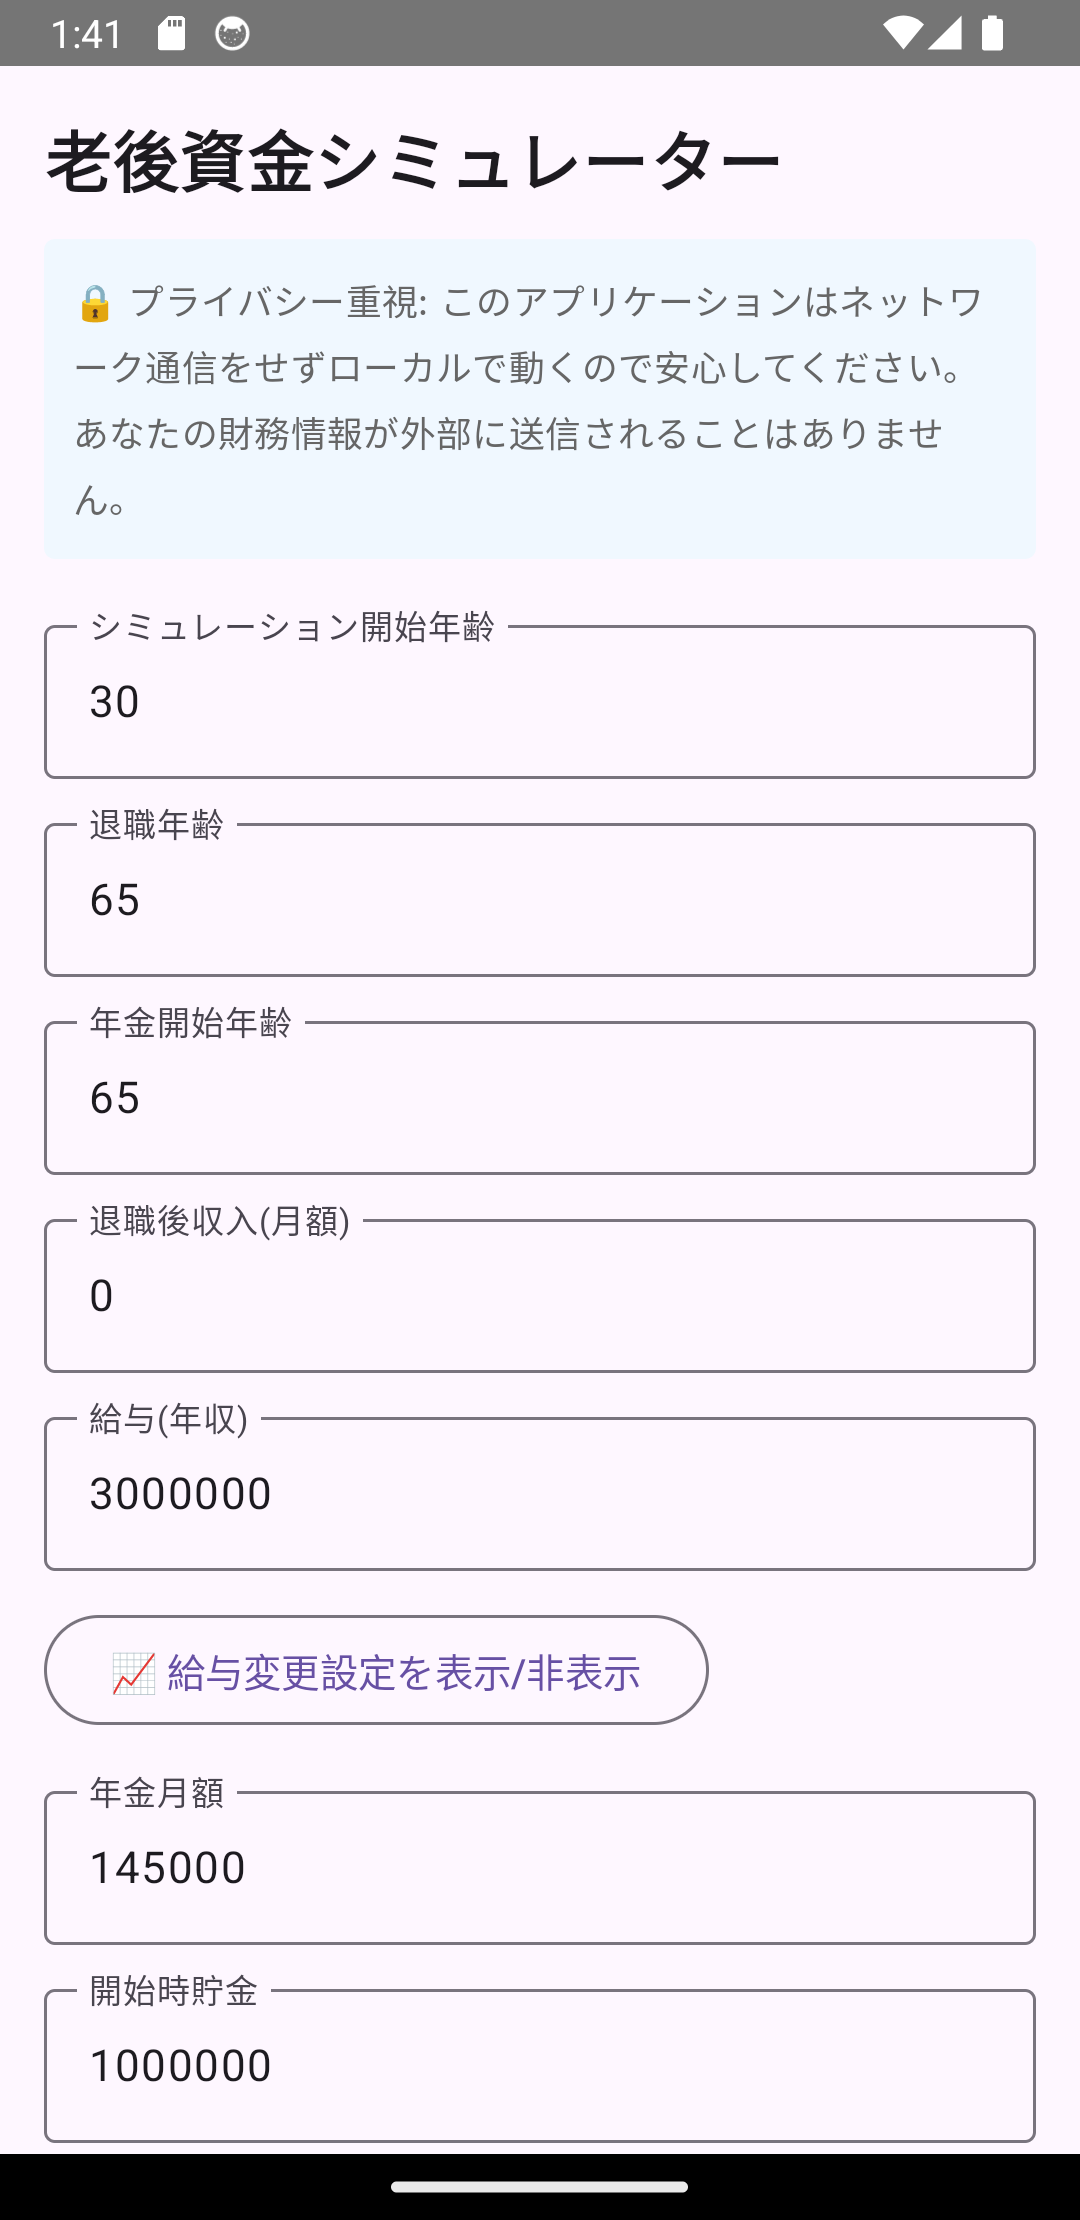 1:41
老後資金シミュレーター
🔒 プライバシー重視: このアプリケーションはネットワ
ーク通信をせずローカルで動くので安心してください。
あなたの財務情報が外部に送信されることはありませ
ん。
シミュレーション開始年齢
30
退職年齢
65
年金開始年齢
65
退職後収入(月額)
0
給与(年収)
3000000
📈 給与変更設定を表示/非表示
年金月額
145000
開始時貯金
1000000